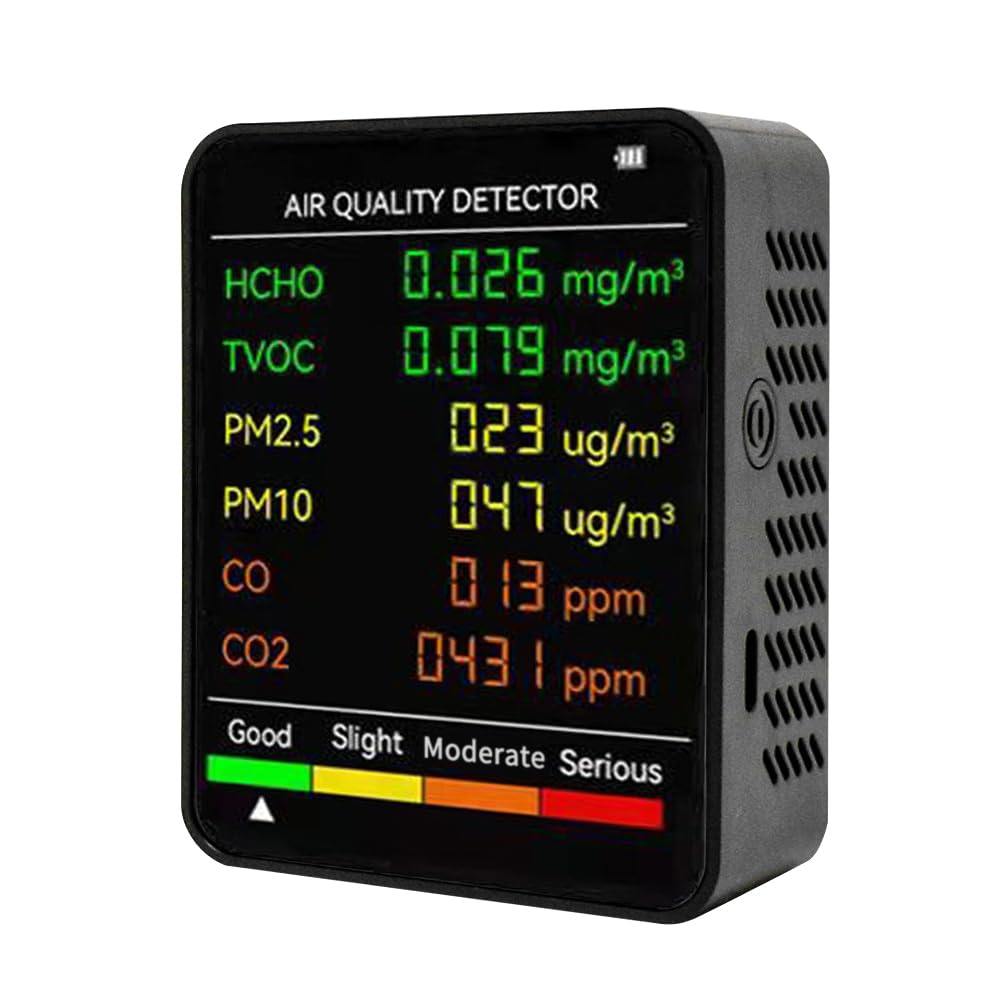 AIR QUALITY DETECTOR
HCHO 0.026 mg/m³
TVOC 0.079 mg/m³
PM2.5 023 ug/m³
PM10 047 ug/m³
CO 013 ppm
CO2 0431 ppm
Good Slight Moderate Serious